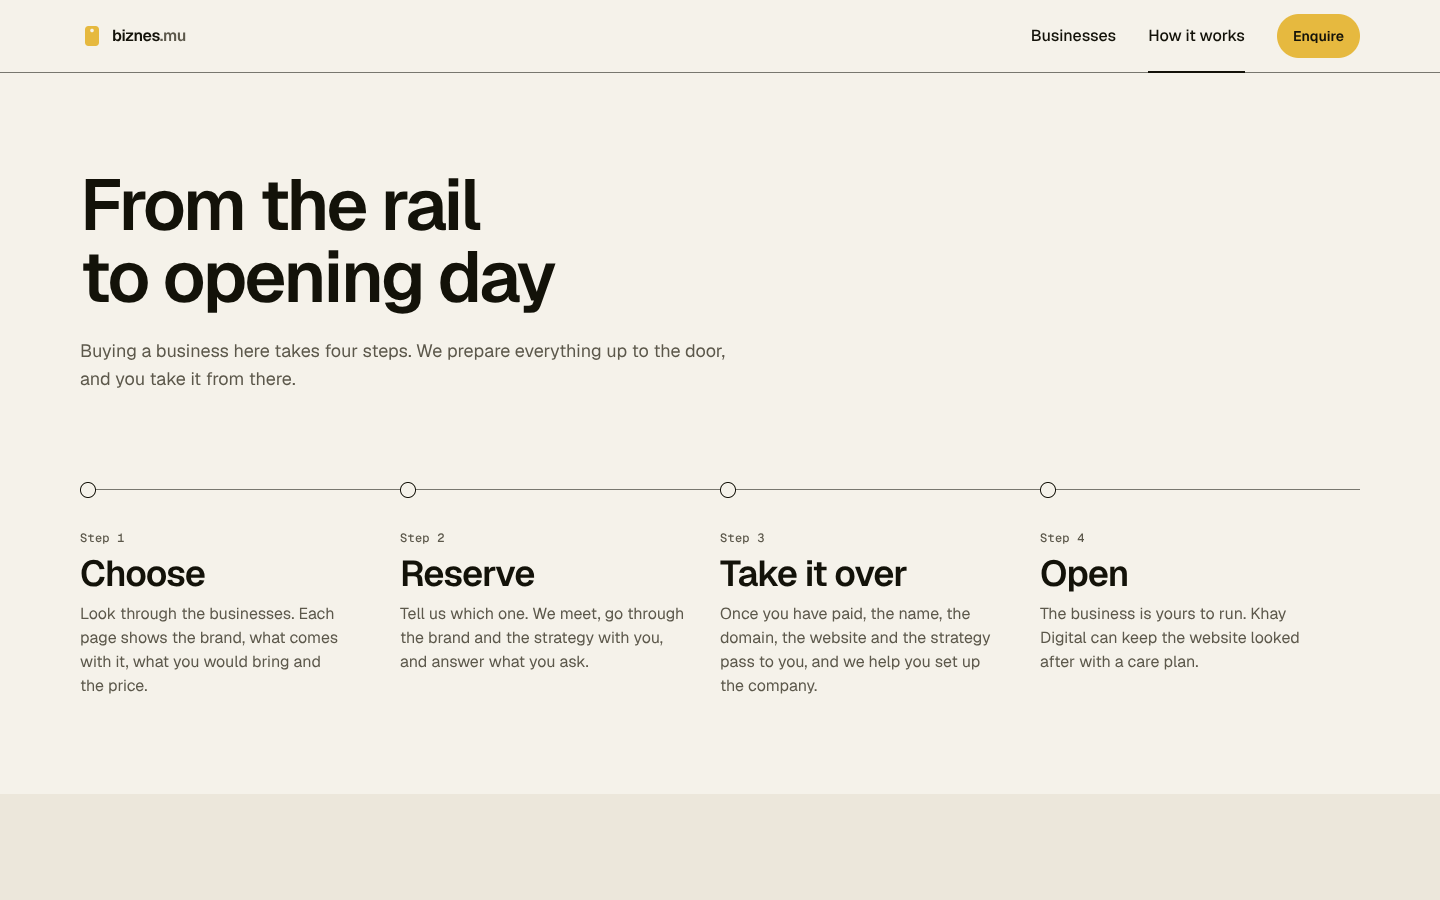 biznes.mu
Businesses
How it works
Enquire
From the rail
to opening day
Buying a business here takes four steps. We prepare everything up to the door,
and you take it from there.
Step 1
Choose
Look through the businesses. Each
page shows the brand, what comes
with it, what you would bring and
the price.
Step 2
Reserve
Tell us which one. We meet, go through
the brand and the strategy with you,
and answer what you ask.
Step 3
Take it over
Once you have paid, the name, the
domain, the website and the strategy
pass to you, and we help you set up
the company.
Step 4
Open
The business is yours to run. Khay
Digital can keep the website looked
after with a care plan.